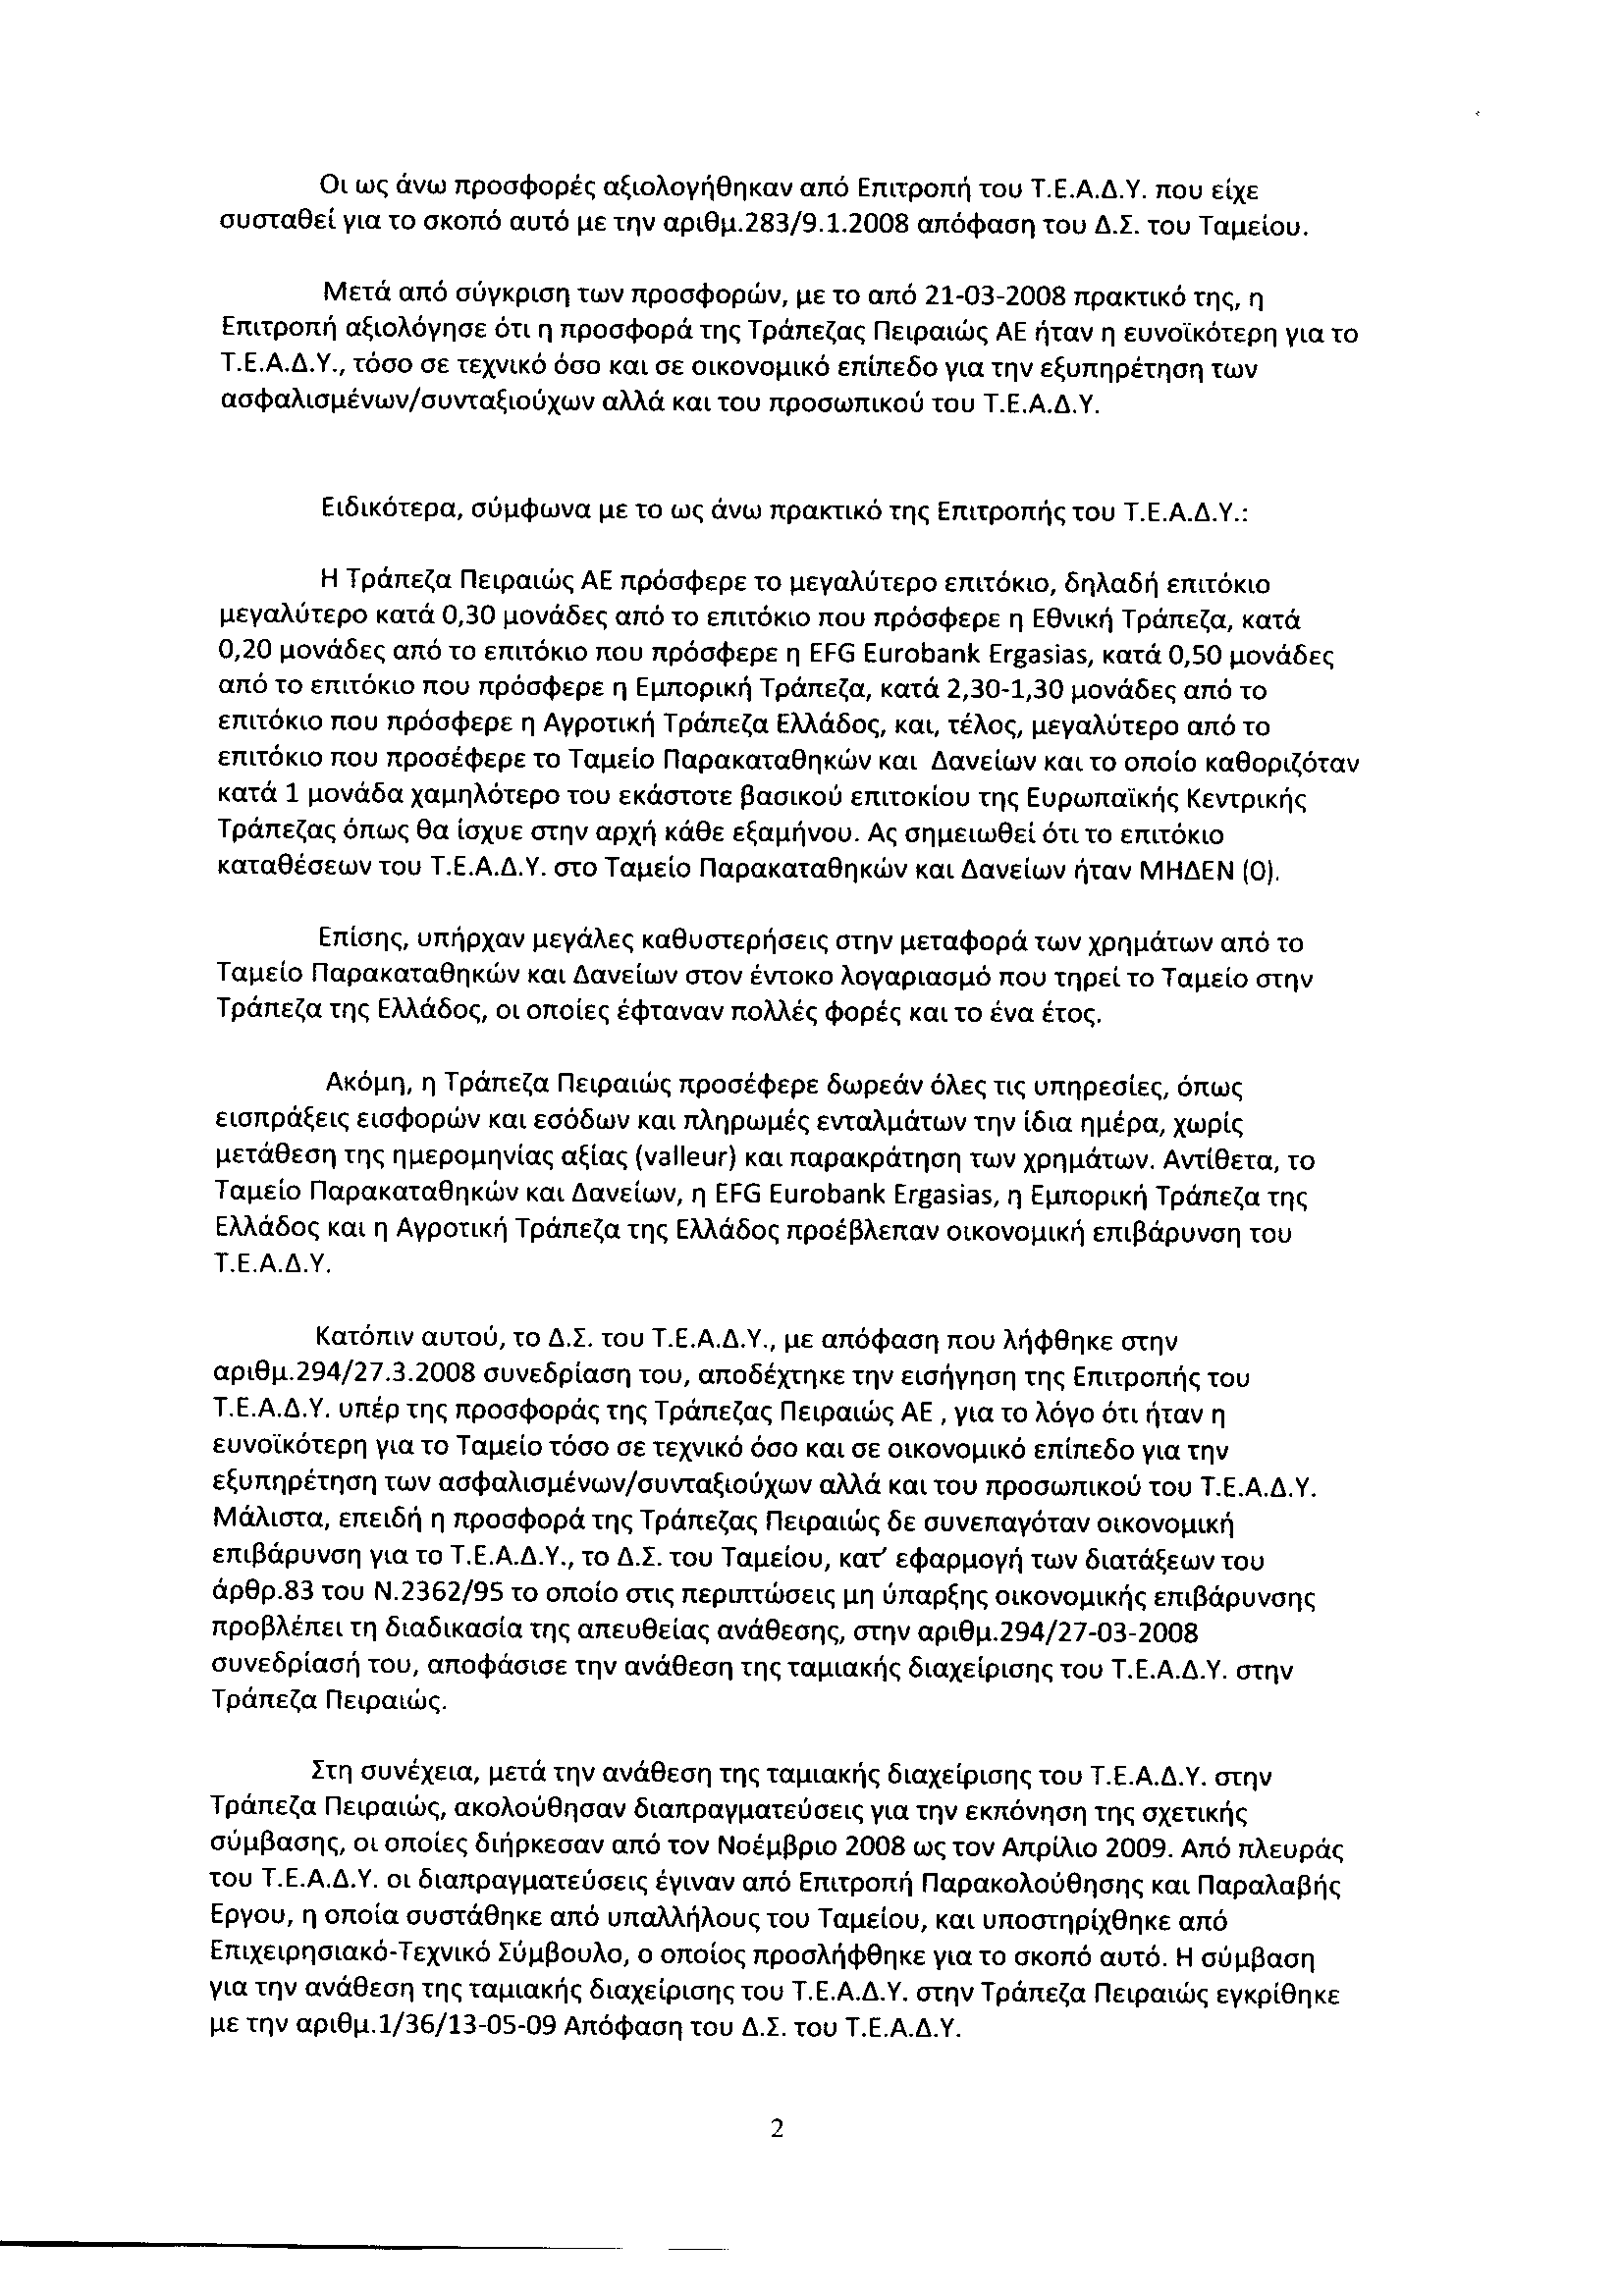 Οι ως άνω προσφορές αξιολογήθηκαν από Επιτροπή του Τ.Ε.Α.Δ.Υ. που είχε
συσταθεί για το σκοπό αυτό με την αριθμ.283/9.1.2008 απόφαση του Δ.Σ. του Ταμείου.
Μετά από σύγκριση των προσφορών, με το από 21-03-2008 πρακτικό της, η
Επιτροπή αξιολόγησε ότι η προσφορά της Τράπεζας Πειραιώς ΑΕ ήταν η ευνοϊκότερη για το
Τ.Ε.Α.Δ.Υ., τόσο σε τεχνικό όσο και σε οικονομικό επίπεδο για την εξυπηρέτηση των
ασφαλισμένων/συνταξιούχων αλλά και του προσωπικού του Τ.Ε.Α.Δ.Υ.
Ειδικότερα, σύμφωνα με το ως άνω πρακτικό της Επιτροπής του Τ.Ε.Α.Δ.Υ.:
Η Τράπεζα Πειραιώς ΑΕ πρόσφερε το μεγαλύτερο επιτόκιο, δηλαδή επιτόκιο
μεγαλύτερο κατά 0,30 μονάδες από το επιτόκιο που πρόσφερε η Εθνική Τράπεζα, κατά
0,20 μονάδες από το επιτόκιο που πρόσφερε η EFG Eurobank Ergasias, κατά 0,50 μονάδες
από το επιτόκιο που πρόσφερε η Εμπορική Τράπεζα, κατά 2,30-1,30 μονάδες από το
επιτόκιο που πρόσφερε η Αγροτική Τράπεζα Ελλάδος, και, τέλος, μεγαλύτερο από το
επιτόκιο που προσέφερε το Ταμείο Παρακαταθηκών και Δανείων και το οποίο καθοριζόταν
κατά 1 μονάδα χαμηλότερο του εκάστοτε βασικού επιτοκίου της Ευρωπαϊκής Κεντρικής
Τράπεζας όπως θα ίσχυε στην αρχή κάθε εξαμήνου. Ας σημειωθεί ότι το επιτόκιο
καταθέσεων του Τ.Ε.Α.Δ.Υ. στο Ταμείο Παρακαταθηκών και Δανείων ήταν ΜΗΔΕΝ (0).
Επίσης, υπήρχαν μεγάλες καθυστερήσεις στην μεταφορά των χρημάτων από το
Ταμείο Παρακαταθηκών και Δανείων στον έντοκο λογαριασμό που τηρεί το Ταμείο στην
Τράπεζα της Ελλάδος, οι οποίες έφταναν πολλές φορές και το ένα έτος.
Ακόμη, η Τράπεζα Πειραιώς προσέφερε δωρεάν όλες τις υπηρεσίες, όπως
εισπράξεις εισφορών και εσόδων και πληρωμές ενταλμάτων την ίδια ημέρα, χωρίς
μετάθεση της ημερομηνίας αξίας (valleur) και παρακράτηση των χρημάτων. Αντίθετα, το
Ταμείο Παρακαταθηκών και Δανείων, η EFG Eurobank Ergasias, η Εμπορική Τράπεζα της
Ελλάδος και η Αγροτική Τράπεζα της Ελλάδος προέβλεπαν οικονομική επιβάρυνση του
Τ.Ε.Α.Δ.Υ.
Κατόπιν αυτού, το Δ.Σ. του Τ.Ε.Α.Δ.Υ., με απόφαση που λήφθηκε στην
αριθμ.294/27.3.2008 συνεδρίαση του, αποδέχτηκε την εισήγηση της Επιτροπής του
Τ.Ε.Α.Δ.Υ. υπέρ της προσφοράς της Τράπεζας Πειραιώς ΑΕ , για το λόγο ότι ήταν η
ευνοϊκότερη για το Ταμείο τόσο σε τεχνικό όσο και σε οικονομικό επίπεδο για την
εξυπηρέτηση των ασφαλισμένων/συνταξιούχων αλλά και του προσωπικού του Τ.Ε.Α.Δ.Υ.
Μάλιστα, επειδή η προσφορά της Τράπεζας Πειραιώς δε συνεπαγόταν οικονομική
επιβάρυνση για το Τ.Ε.Α.Δ.Υ., το Δ.Σ. του Ταμείου, κατ' εφαρμογή των διατάξεων του
άρθρ.83 του Ν.2362/95 το οποίο στις περιπτώσεις μη ύπαρξης οικονομικής επιβάρυνσης
προβλέπει τη διαδικασία της απευθείας ανάθεσης, στην αριθμ.294/27-03-2008
συνεδρίασή του, αποφάσισε την ανάθεση της ταμιακής διαχείρισης του Τ.Ε.Α.Δ.Υ. στην
Τράπεζα Πειραιώς.
Στη συνέχεια, μετά την ανάθεση της ταμιακής διαχείρισης του Τ.Ε.Α.Δ.Υ. στην
Τράπεζα Πειραιώς, ακολούθησαν διαπραγματεύσεις για την εκπόνηση της σχετικής
σύμβασης, οι οποίες διήρκεσαν από τον Νοέμβριο 2008 ως τον Απρίλιο 2009. Από πλευράς
του Τ.Ε.Α.Δ.Υ. οι διαπραγματεύσεις έγιναν από Επιτροπή Παρακολούθησης και Παραλαβής
Εργου, η οποία συστάθηκε από υπαλλήλους του Ταμείου, και υποστηρίχθηκε από
Επιχειρησιακό-Τεχνικό Σύμβουλο, ο οποίος προσλήφθηκε για το σκοπό αυτό. Η σύμβαση
για την ανάθεση της ταμιακής διαχείρισης του Τ.Ε.Α.Δ.Υ. στην Τράπεζα Πειραιώς εγκρίθηκε
με την αριθμ.1/36/13-05-09 Απόφαση του Δ.Σ. του Τ.Ε.Α.Δ.Υ.
2